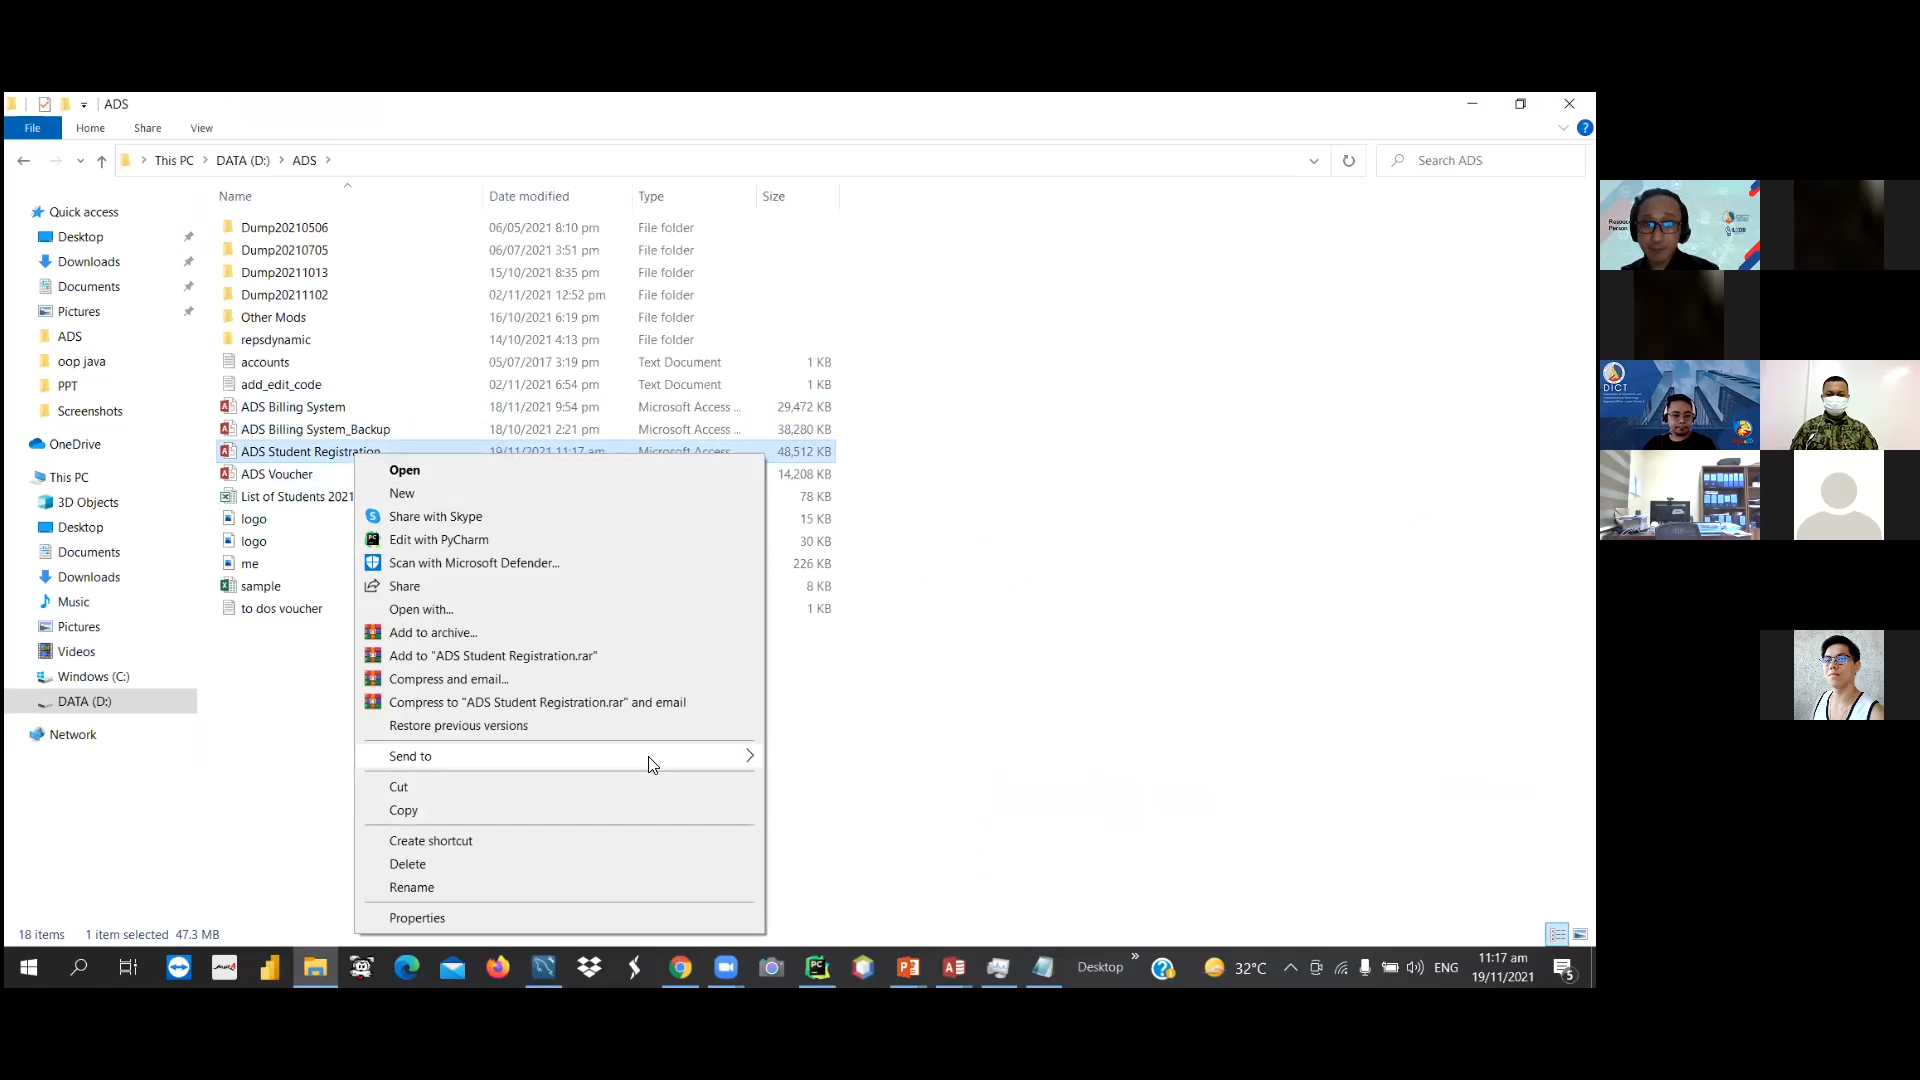 ADS
File Home Share View
This PC DATA (D:) ADS
Search ADS
Name Date modified Type Size
Quick access
Desktop
Downloads
Documents
Pictures
ADS
oop java
PPT
Screenshots
OneDrive
This PC
3D Objects
Desktop
Documents
Downloads
Music
Pictures
Videos
Windows (C:)
DATA (D:)
Network
Dump20210506 06/05/2021 8:10 pm File folder
Dump20210705 06/07/2021 3:51 pm File folder
Dump20211013 15/10/2021 8:35 pm File folder
Dump20211102 02/11/2021 12:52 pm File folder
Other Mods 16/10/2021 6:19 pm File folder
repsdynamic 14/10/2021 4:13 pm File folder
accounts 05/07/2017 3:19 pm Text Document 1 KB
add_edit_code 02/11/2021 6:54 pm Text Document 1 KB
ADS Billing System 18/11/2021 9:54 pm Microsoft Access ... 29,472 KB
ADS Billing System_Backup 18/10/2021 2:21 pm Microsoft Access ... 38,280 KB
ADS Student Registration 19/11/2021 11:17 am Microsoft Access 48,512 KB
ADS Voucher 14,208 KB
List of Students 2021 78 KB
logo 15 KB
logo 30 KB
me 226 KB
sample 8 KB
to dos voucher 1 KB
Open
New
Share with Skype
Edit with PyCharm
Scan with Microsoft Defender...
Share
Open with...
Add to archive...
Add to "ADS Student Registration.rar"
Compress and email...
Compress to "ADS Student Registration.rar" and email
Restore previous versions
Send to
Cut
Copy
Create shortcut
Delete
Rename
Properties
18 items 1 item selected 47.3 MB
Desktop
32°C
ENG
11:17 am
19/11/2021
5
Person
DICT